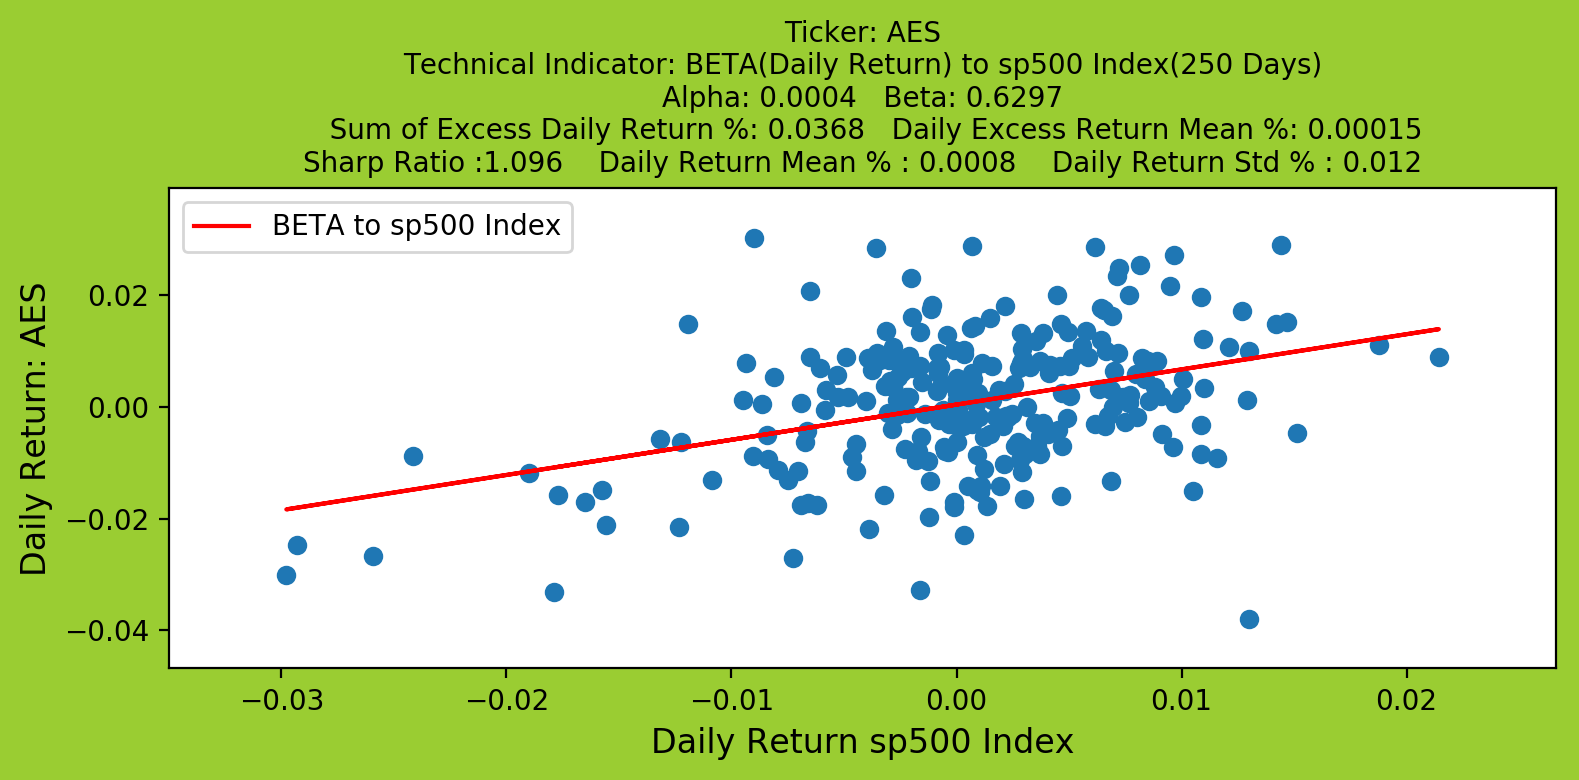 Ticker: AES
Technical Indicator: BETA(Daily Return) to sp500 Index(250 Days)
Alpha: 0.0004   Beta: 0.6297
Sum of Excess Daily Return %: 0.0368   Daily Excess Return Mean %: 0.00015
Sharp Ratio :1.096    Daily Return Mean % : 0.0008    Daily Return Std % : 0.012
BETA to sp500 Index
Daily Return: AES
0.02
0.00
−0.02
−0.04
−0.03
−0.02
−0.01
0.00
0.01
0.02
Daily Return sp500 Index